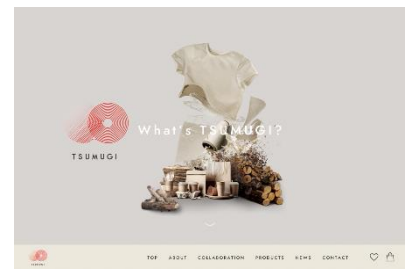 What's TSUMUGI?
TSUMUGI
TOP ABOUT COLLABORATION PRODUCTS NEWS CONTACT